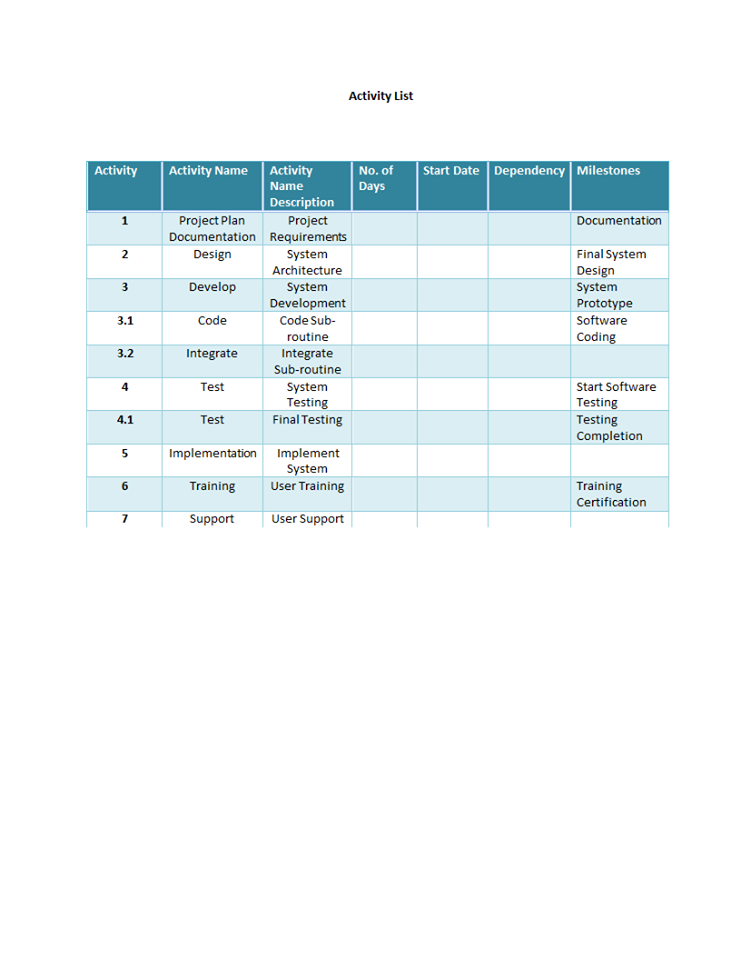 Activity List
Activity Activity Name Activity No. of Start Date Dependency Milestones
Name Days
Description
1 Project Plan Project Documentation
Documentation Requirements
2 Design System Final System
Architecture Design
3 Develop System System
Development Prototype
3.1 Code Code Sub- Software
routine Coding
3.2 Integrate Integrate
Sub-routine
4 Test System Start Software
Testing Testing
4.1 Test Final Testing Testing
Completion
5 Implementation Implement
System
6 Training User Training Training
Certification
7 Support User Support